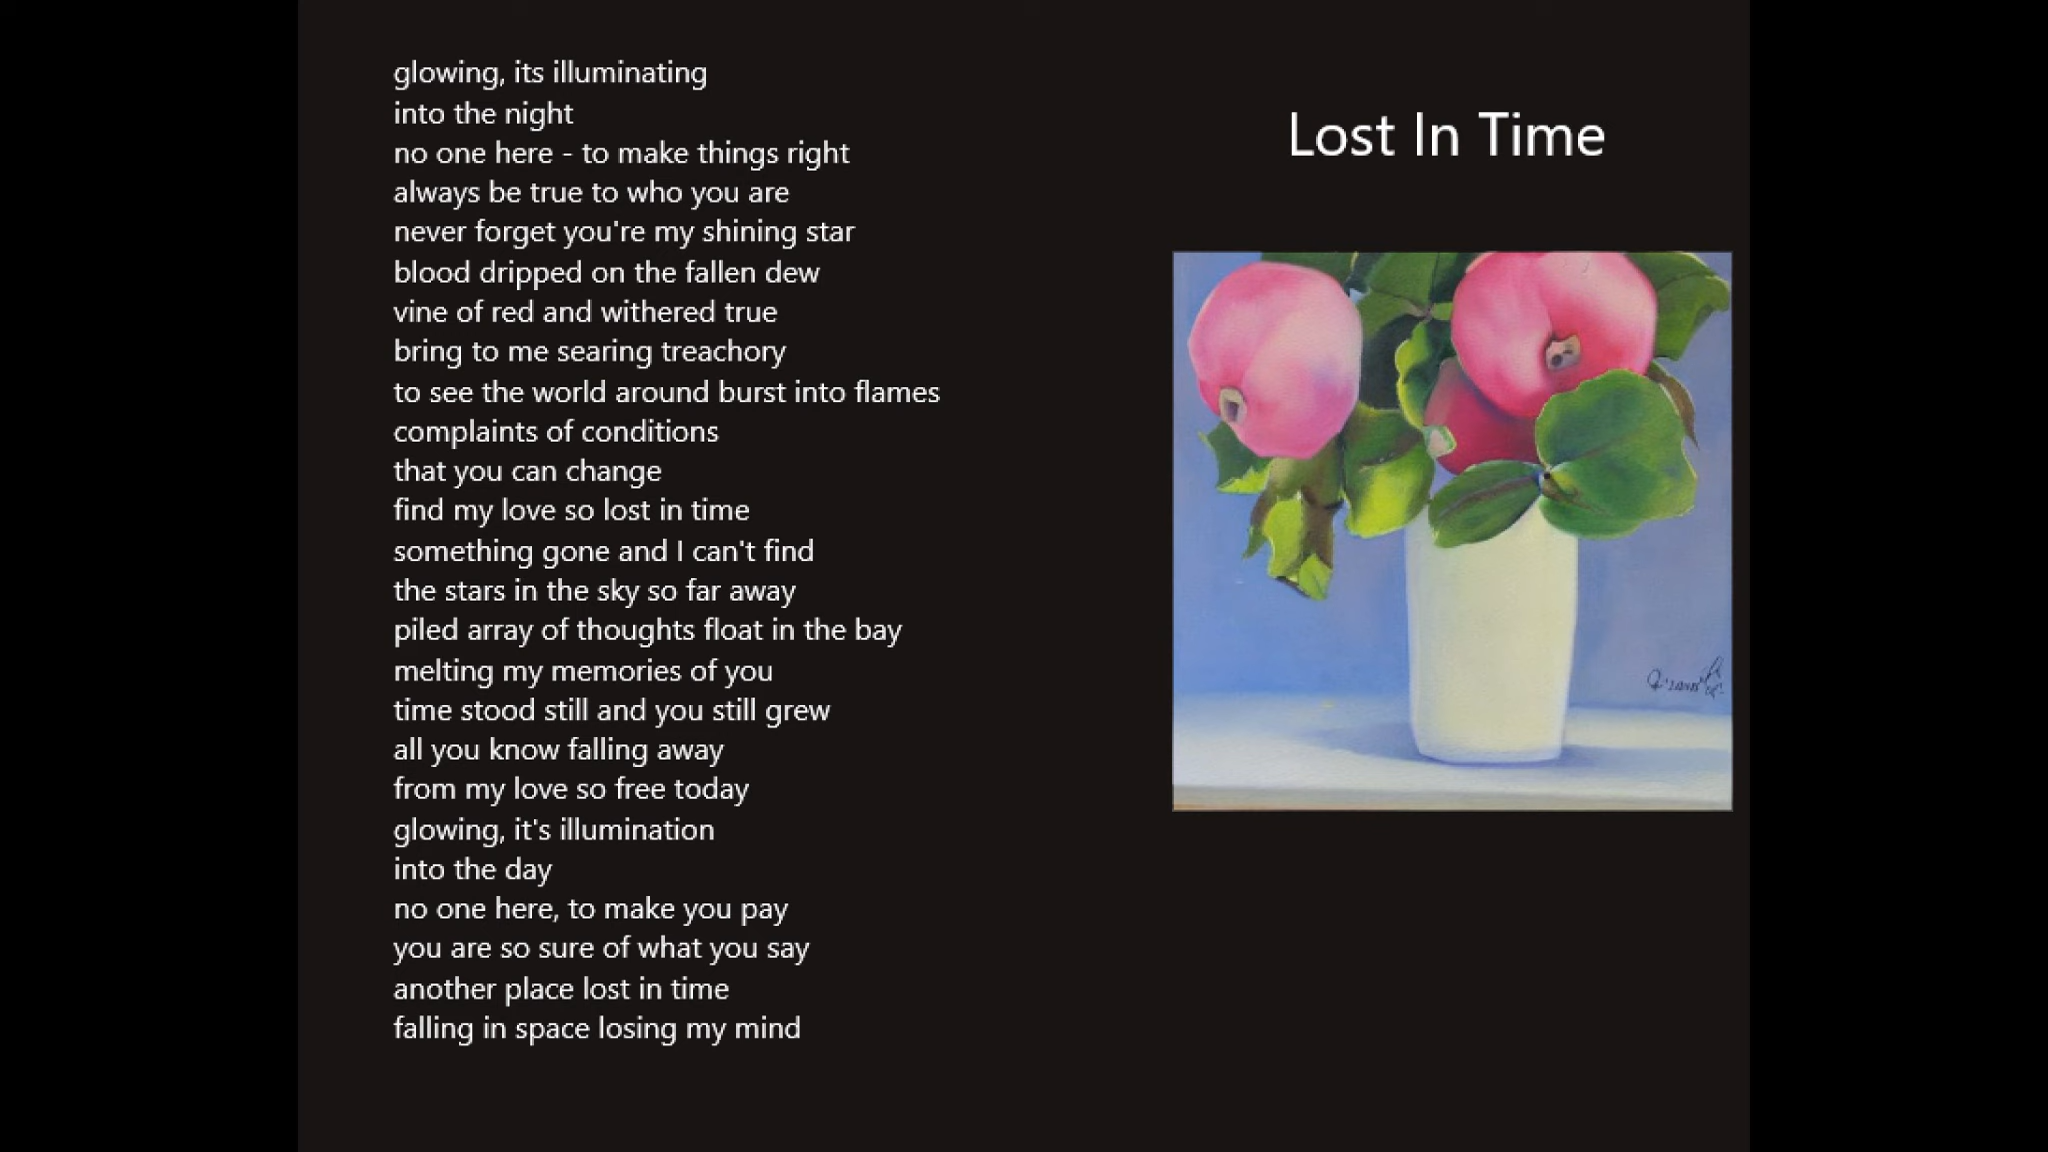 glowing, its illuminating
into the night
no one here - to make things right
always be true to who you are
never forget you're my shining star
blood dripped on the fallen dew
vine of red and withered true
bring to me searing treachory
to see the world around burst into flames
complaints of conditions
that you can change
find my love so lost in time
something gone and I can't find
the stars in the sky so far away
piled array of thoughts float in the bay
melting my memories of you
time stood still and you still grew
all you know falling away
from my love so free today
glowing, it's illumination
into the day
no one here, to make you pay
you are so sure of what you say
another place lost in time
falling in space losing my mind
Lost In Time